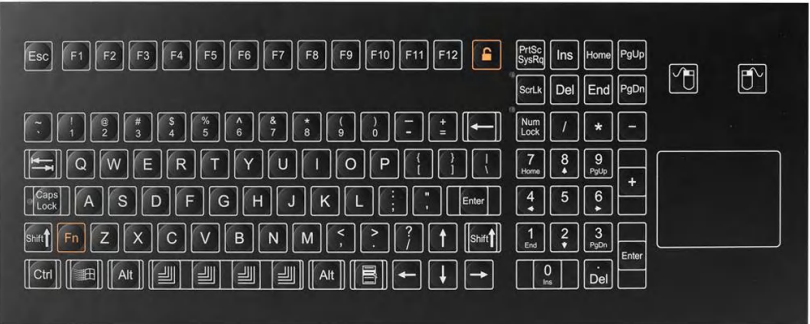 Esc F1 F2 F3 F4 F5 F6 F7 F8 F9 F10 F11 F12 PrtSc SysRq Ins Home PgUp
ScrLk Del End PgDn
~ ` ! 1 @ 2 # 3 $ 4 % 5 ^ 6 & 7 * 8 ( 9 ) 0 - + = Num Lock / * -
Q W E R T Y U I O P { [ } ] | \ 7 Home 8 9 PgUp +
Caps Lock A S D F G H J K L : ; " ' Enter 4 5 6
Shift Fn Z X C V B N M < , > . ? / Shift 1 End 2 3 PgDn Enter
Ctrl Alt Alt 0 Ins . Del